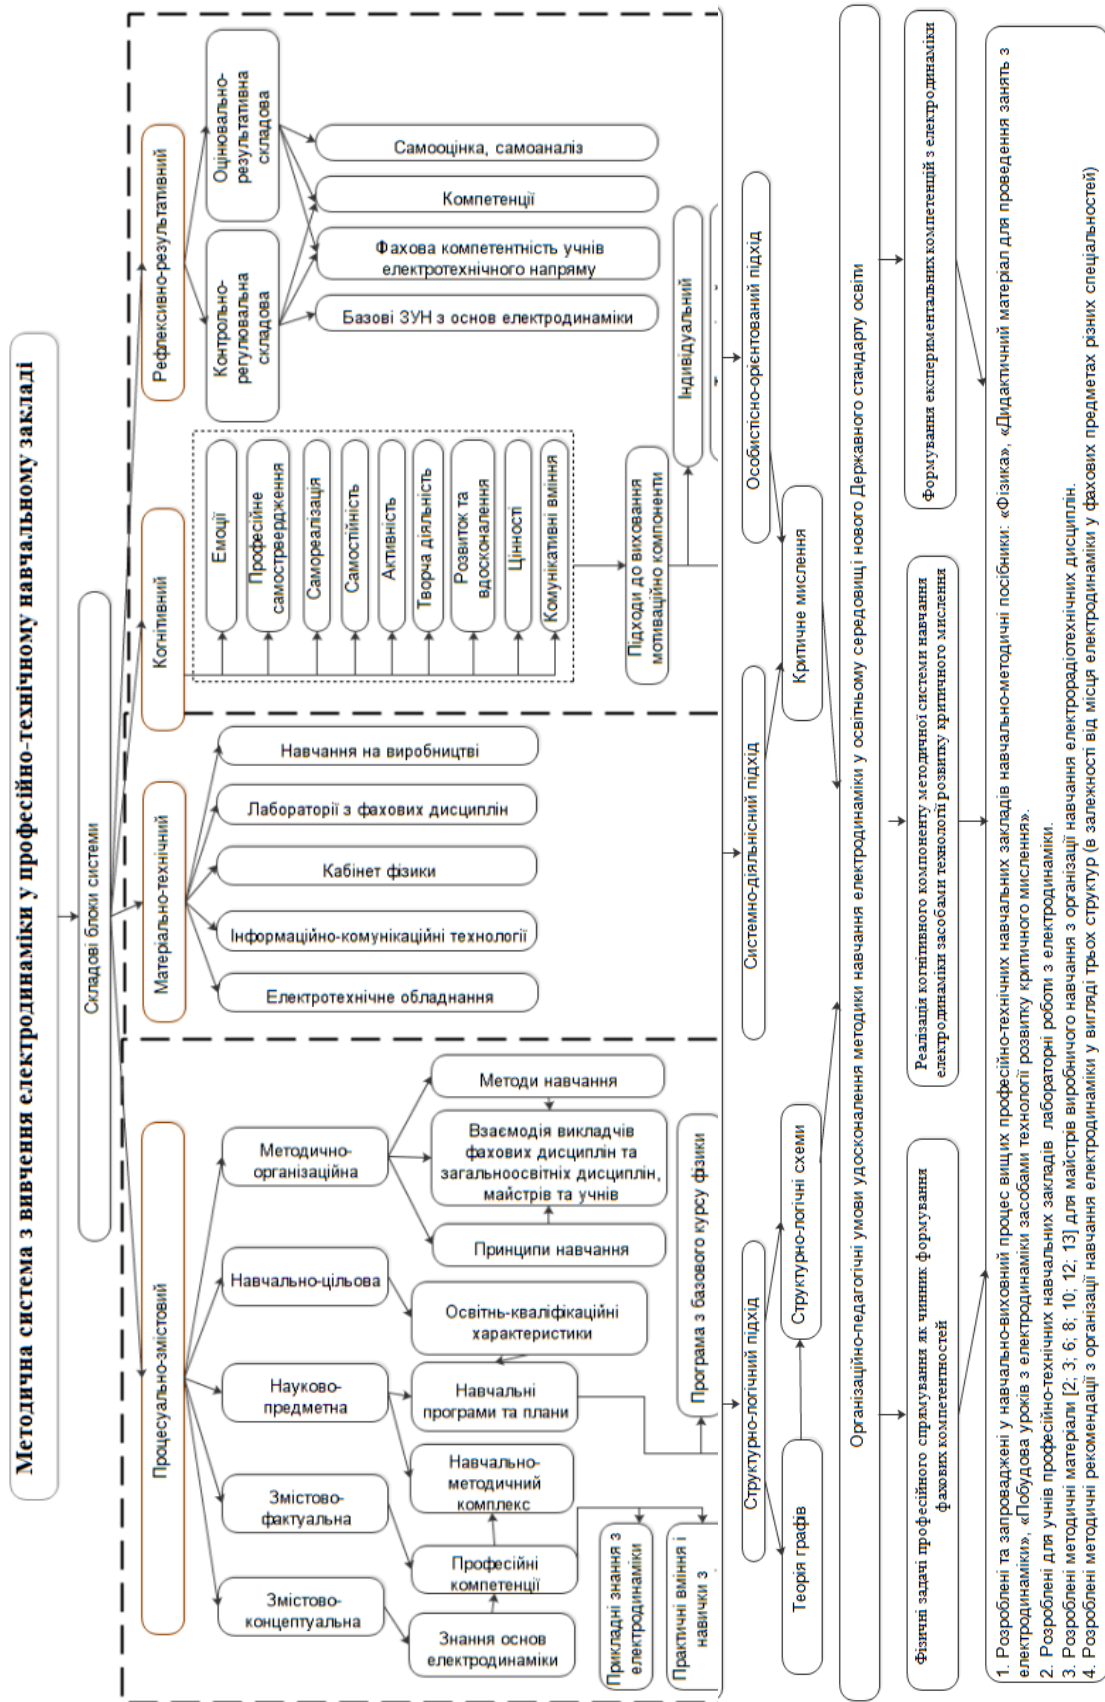 Методична система з вивчення електродинаміки у професійно-технічному навчальному закладі
Складові блоки системи
Процесуально-змістовий
Матеріально-технічний
Когнітивний
Рефлексивно-результативний
Змістово-
концептуальна
Змістово-
фактуальна
Науково-
предметна
Навчально-цільова
Методично-
організаційна
Знання основ
електродинаміки
Професійні
компетенції
Навчально-
методичний
комплекс
Навчальні
програми та плани
Освітнь-кваліфікаційні
характеристики
Принципи навчання
Взаємодія викладчів
фахових дисциплін та
загальноосвітніх дисциплін,
майстрів та учнів
Методи навчання
Прикладні знання з
електродинаміки
Практичні вміння і
навички з
Програма з базового курсу фізики
Електротехнічне обладнання
Інформаційно-комунікаційні технології
Кабінет фізики
Лабораторії з фахових дисциплін
Навчання на виробництві
Емоції
Професійне
самострвердження
Самореалізація
Самостійність
Активність
Творча діяльність
Розвиток та
вдосконалення
Цінності
Комунікативні вміння
Підходи до виховання
мотиваційно компоненти
Індивідуальний
Контрольно-
регулювальна
складова
Оцінювально-
результативна
складова
Базові ЗУН з основ електродинаміки
Фахова компетентність учнів
електротехнічного напряму
Компетенції
Самооцінка, самоаналіз
Структурно-логічний підхід
Системно-діяльнісний підхід
Особистісно-орієнтований підхід
Теорія графів
Структурно-логічні схеми
Критичне мислення
Організаційно-педагогічні умови удосконалення методики навчання електродинаміки у освітньому середовищі нового Державного стандарту освіти
Фізичні задачі професійного спрямування як чинник формування
фахових компетентностей
Реалізація когнітивного компоненту методичної системи навчання
електродинаміки засобами технології розвитку критичного мислення
Формування експериментальних компетенцій з електродинаміки
1. Розроблені та запроваджені у навчально-виховний процес вищих професійно-технічних навчальних закладів навчально-методичні посібники: «Фізика», «Дидактичний матеріал для проведення занять з
електродинаміки», «Побудова уроків з електродинаміки засобами технології розвитку критичного мислення».
2. Розроблені для учнів професійно-технічних навчальних закладів лабораторні роботи з електродинаміки.
3. Розроблені методичні матеріали [2; 3; 6; 8; 10; 12; 13] для майстрів виробничого навчання з організації навчання електрорадіотехнічних дисциплін.
4. Розроблені методичні рекомендації з організації навчання електродинаміки у вигляді трьох структур (в залежності від місця електродинаміки у фахових предметах різних спеціальностей)